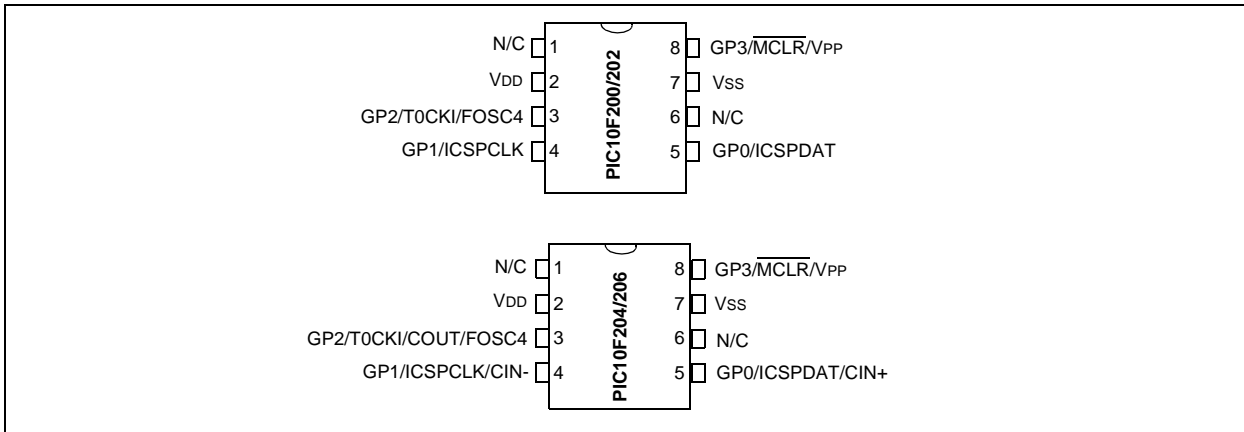 N/C 1 8 GP3/MCLR/VPP
VDD 2 7 VSS
GP2/T0CKI/FOSC4 3 6 N/C
GP1/ICSPCLK 4 5 GP0/ICSPDAT
PIC10F200/202
N/C 1 8 GP3/MCLR/VPP
VDD 2 7 VSS
GP2/T0CKI/COUT/FOSC4 3 6 N/C
GP1/ICSPCLK/CIN- 4 5 GP0/ICSPDAT/CIN+
PIC10F204/206